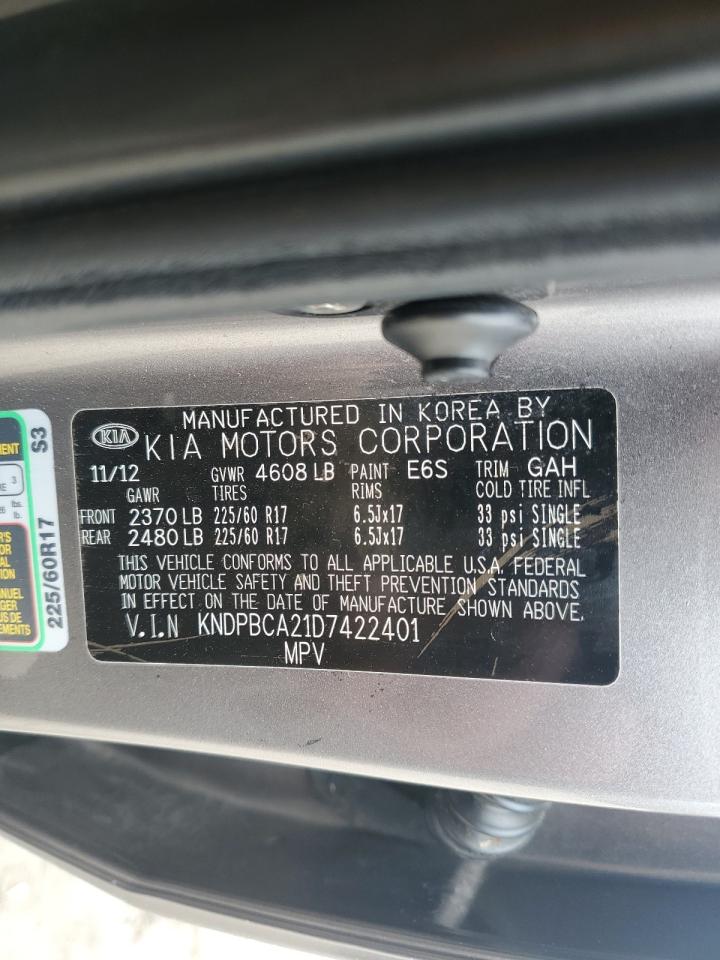 MANUFACTURED IN KOREA BY
KIA KIA MOTORS CORPORATION
11/12 GVWR 4608 LB PAINT E6S TRIM GAH
GAWR TIRES RIMS COLD TIRE INFL
FRONT 2370 LB 225/60 R17 6.5Jx17 33 psi SINGLE
REAR 2480 LB 225/60 R17 6.5Jx17 33 psi SINGLE
THIS VEHICLE CONFORMS TO ALL APPLICABLE U.S.A. FEDERAL
MOTOR VEHICLE SAFETY AND THEFT PREVENTION STANDARDS
IN EFFECT ON THE DATE OF MANUFACTURE SHOWN ABOVE.
V.I.N KNDPBCA21D7422401
MPV
225/60R17 S3
3
lbs.
lb.